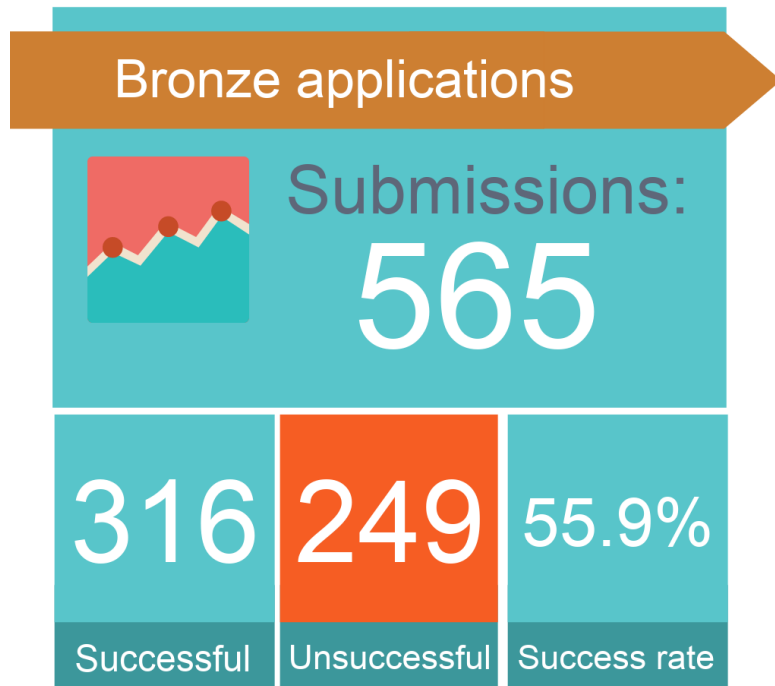 Bronze applications
Submissions:
565
316
249
55.9%
Successful
Unsuccessful
Success rate